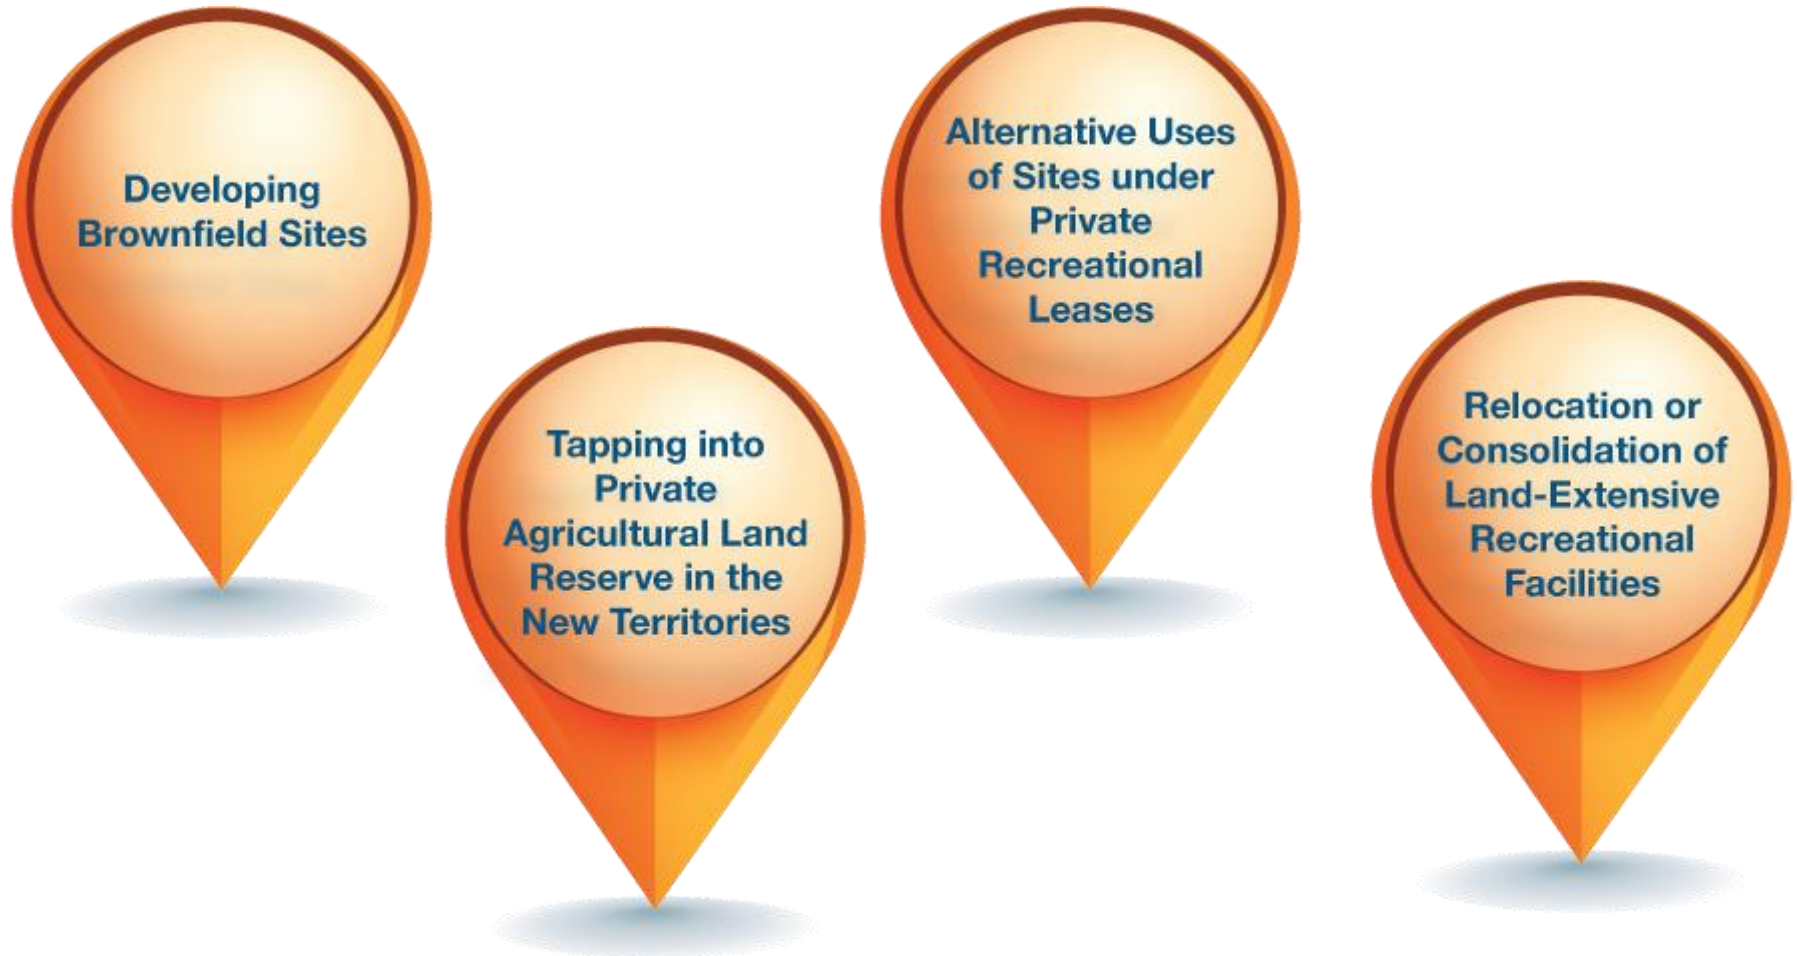 Developing
Brownfield Sites
Tapping into
Private
Agricultural Land
Reserve in the
New Territories
Alternative Uses
of Sites under
Private
Recreational
Leases
Relocation or
Consolidation of
Land-Extensive
Recreational
Facilities